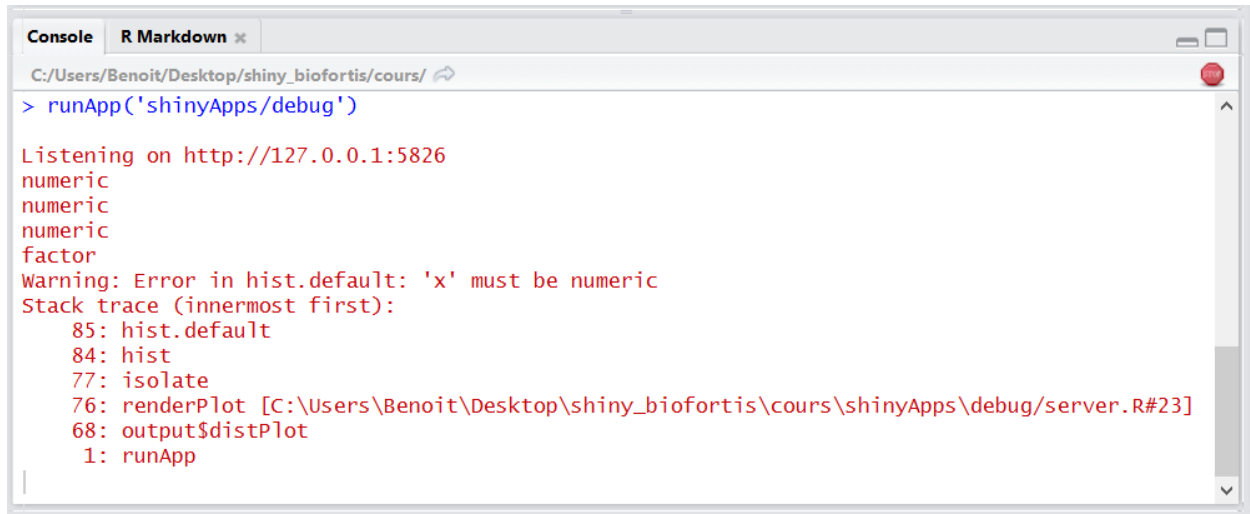 Console R Markdown
C:/Users/Benoit/Desktop/shiny_biofortis/cours/
STOP
> runApp('shinyApps/debug')
Listening on http://127.0.0.1:5826
numeric
numeric
numeric
factor
Warning: Error in hist.default: 'x' must be numeric
Stack trace (innermost first):
    85: hist.default
    84: hist
    77: isolate
    76: renderPlot [C:\Users\Benoit\Desktop\shiny_biofortis\cours\shinyApps\debug/server.R#23]
    68: output$distPlot
     1: runApp